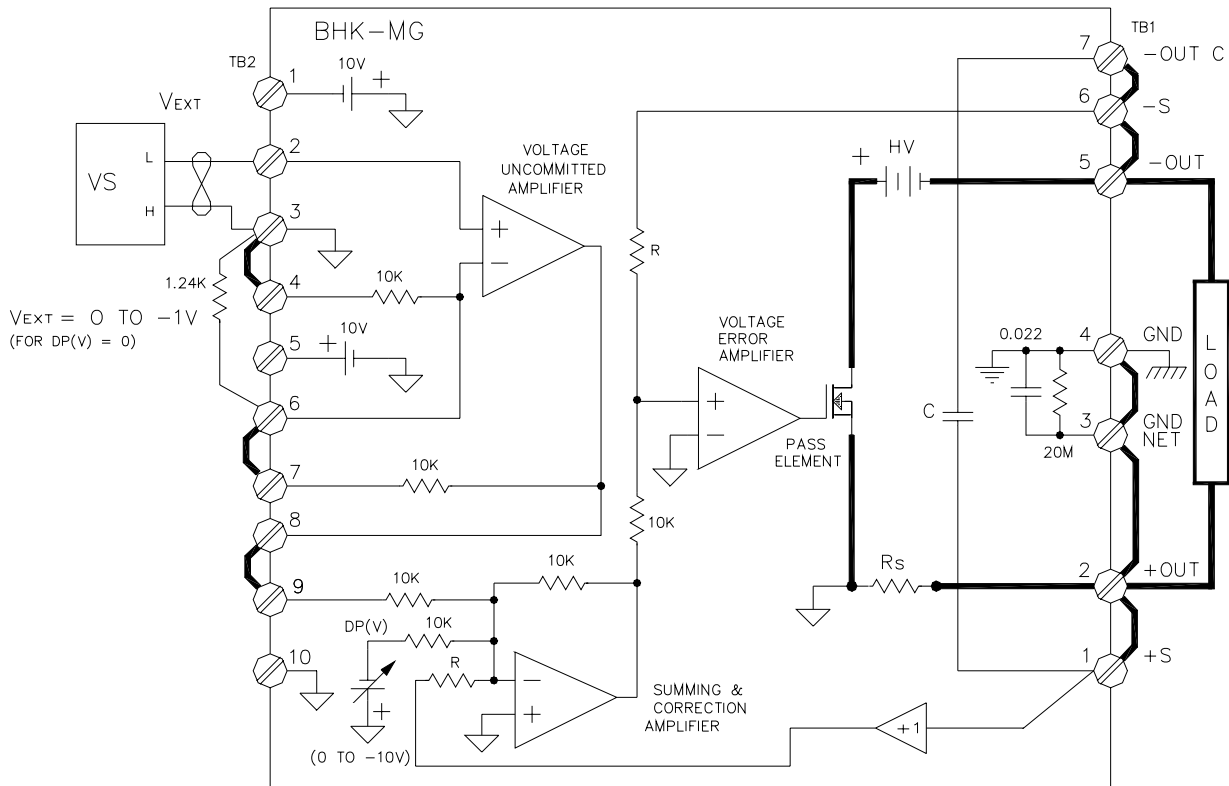 BHK-MG
TB2
1
10V
+
VEXT
VS
L
H
2
3
4
1.24K
10K
VOLTAGE
UNCOMMITTED
AMPLIFIER
+
−
VEXT = 0 TO -1V
(FOR DP(V) = 0)
5
+
10V
6
7
10K
8
9
10K
10K
DP(V)
10K
R
10
+
(0 TO -10V)
−
+
SUMMING &
CORRECTION
AMPLIFIER
R
10K
VOLTAGE
ERROR
AMPLIFIER
+
−
PASS
ELEMENT
+
HV
C
Rs
+1
TB1
7
-OUT C
6
-S
5
-OUT
4
GND
0.022
20M
3
GND
NET
LOAD
2
+OUT
1
+S